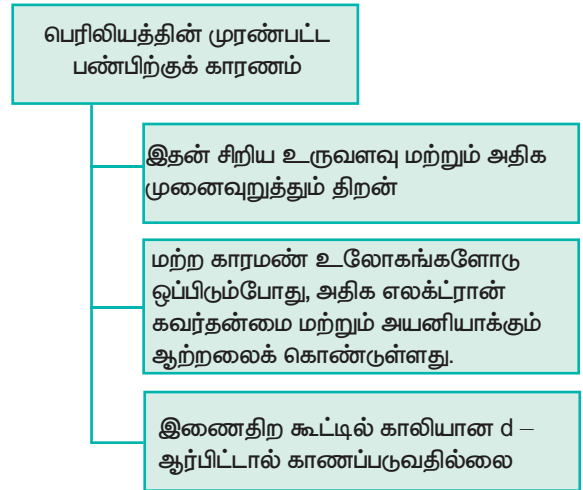 பெரிலியத்தின் முரண்பட்ட
பண்பிற்குக் காரணம்
இதன் சிறிய உருவளவு மற்றும் அதிக
முனைவுறுத்தும் திறன்
மற்ற காரமண் உலோகங்களோடு
ஒப்பிடும்போது, அதிக எலக்ட்ரான்
கவர்தன்மை மற்றும் அயனியாக்கும்
ஆற்றலைக் கொண்டுள்ளது.
இணைதிற கூட்டில் காலியான d –
ஆர்பிட்டால் காணப்படுவதில்லை